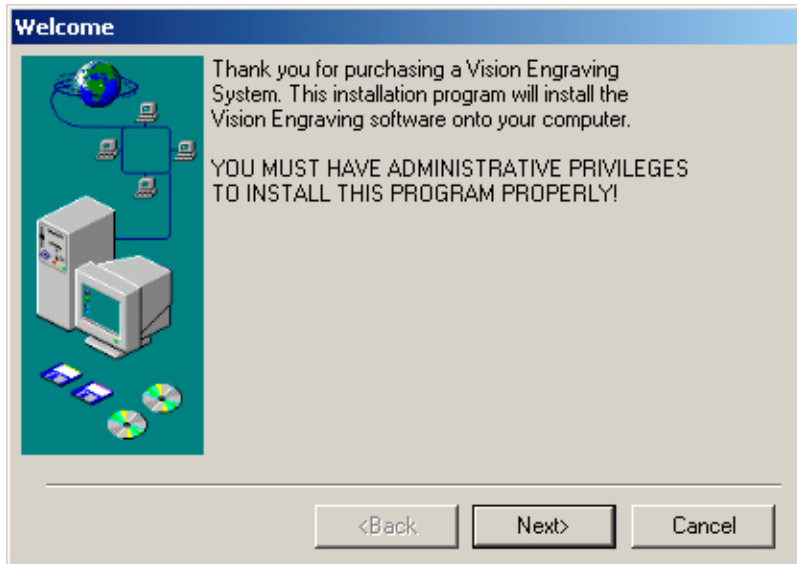 Welcome
Thank you for purchasing a Vision Engraving
System. This installation program will install the
Vision Engraving software onto your computer.
YOU MUST HAVE ADMINISTRATIVE PRIVILEGES
TO INSTALL THIS PROGRAM PROPERLY!
<Back Next> Cancel